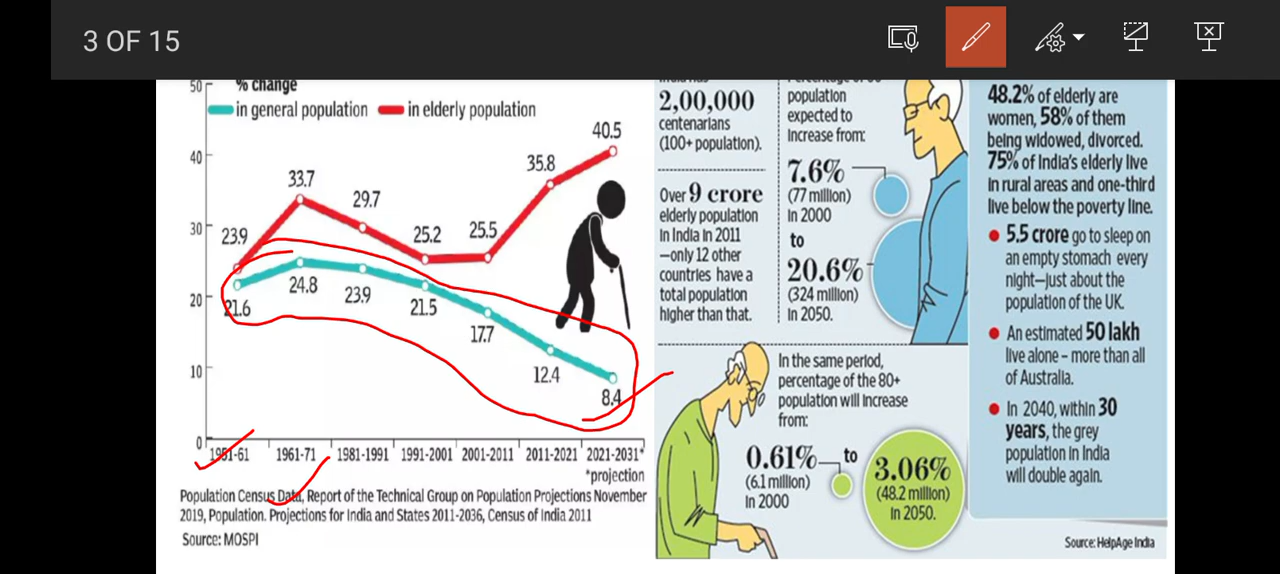 3 OF 15
% change
in general population
in elderly population
50
40
30
20
10
0
23.9
33.7
29.7
25.2
25.5
35.8
40.5
21.6
24.8
23.9
21.5
17.7
12.4
8.4
1951-61
1961-71
1981-1991
1991-2001
2001-2011
2011-2021
2021-2031*
*projection
Population Census Data, Report of the Technical Group on Population Projections November
2019, Population. Projections for India and States 2011-2036, Census of India 2011
Source: MOSPI
2,00,000
centenarians
(100+ population).
Over 9 crore
elderly population
in India in 2011
—only 12 other
countries have a
total population
higher than that.
population
expected to
increase from:
7.6%
(77 million)
in 2000
to
20.6%
(324 million)
in 2050.
In the same period,
percentage of the 80+
population will increase
from:
0.61%
(6.1 million)
in 2000
to
3.06%
(48.2 million)
in 2050.
48.2% of elderly are
women, 58% of them
being widowed, divorced.
75% of India's elderly live
in rural areas and one-third
live below the poverty line.
5.5 crore go to sleep on
an empty stomach every
night—just about the
population of the UK.
An estimated 50 lakh
live alone – more than all
of Australia.
In 2040, within 30
years, the grey
population in India
will double again.
Source: HelpAge India